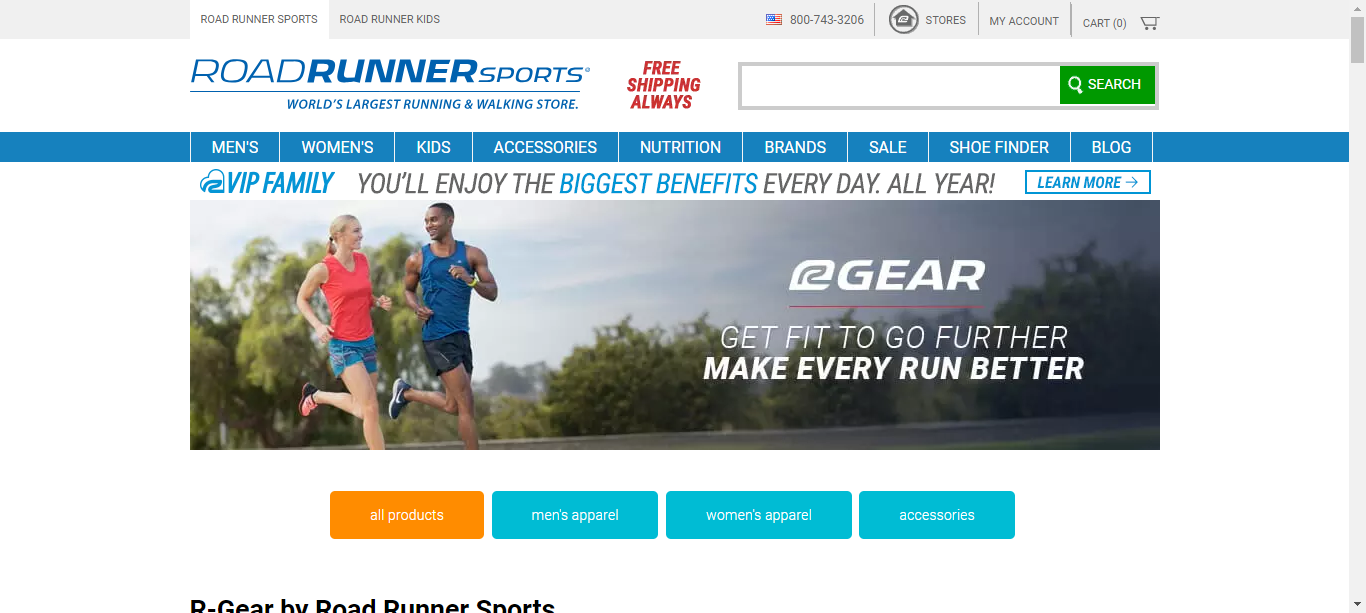 ROAD RUNNER SPORTS
ROAD RUNNER KIDS
800-743-3206
STORES
MY ACCOUNT
CART (0)
ROADRUNNERSPORTS®
WORLD'S LARGEST RUNNING & WALKING STORE.
FREE
SHIPPING
ALWAYS
SEARCH
MEN'S
WOMEN'S
KIDS
ACCESSORIES
NUTRITION
BRANDS
SALE
SHOE FINDER
BLOG
VIP FAMILY
YOU'LL ENJOY THE BIGGEST BENEFITS EVERY DAY. ALL YEAR!
LEARN MORE →
RGEAR
GET FIT TO GO FURTHER
MAKE EVERY RUN BETTER
all products
men's apparel
women's apparel
accessories
R-Gear by Road Runner Sports